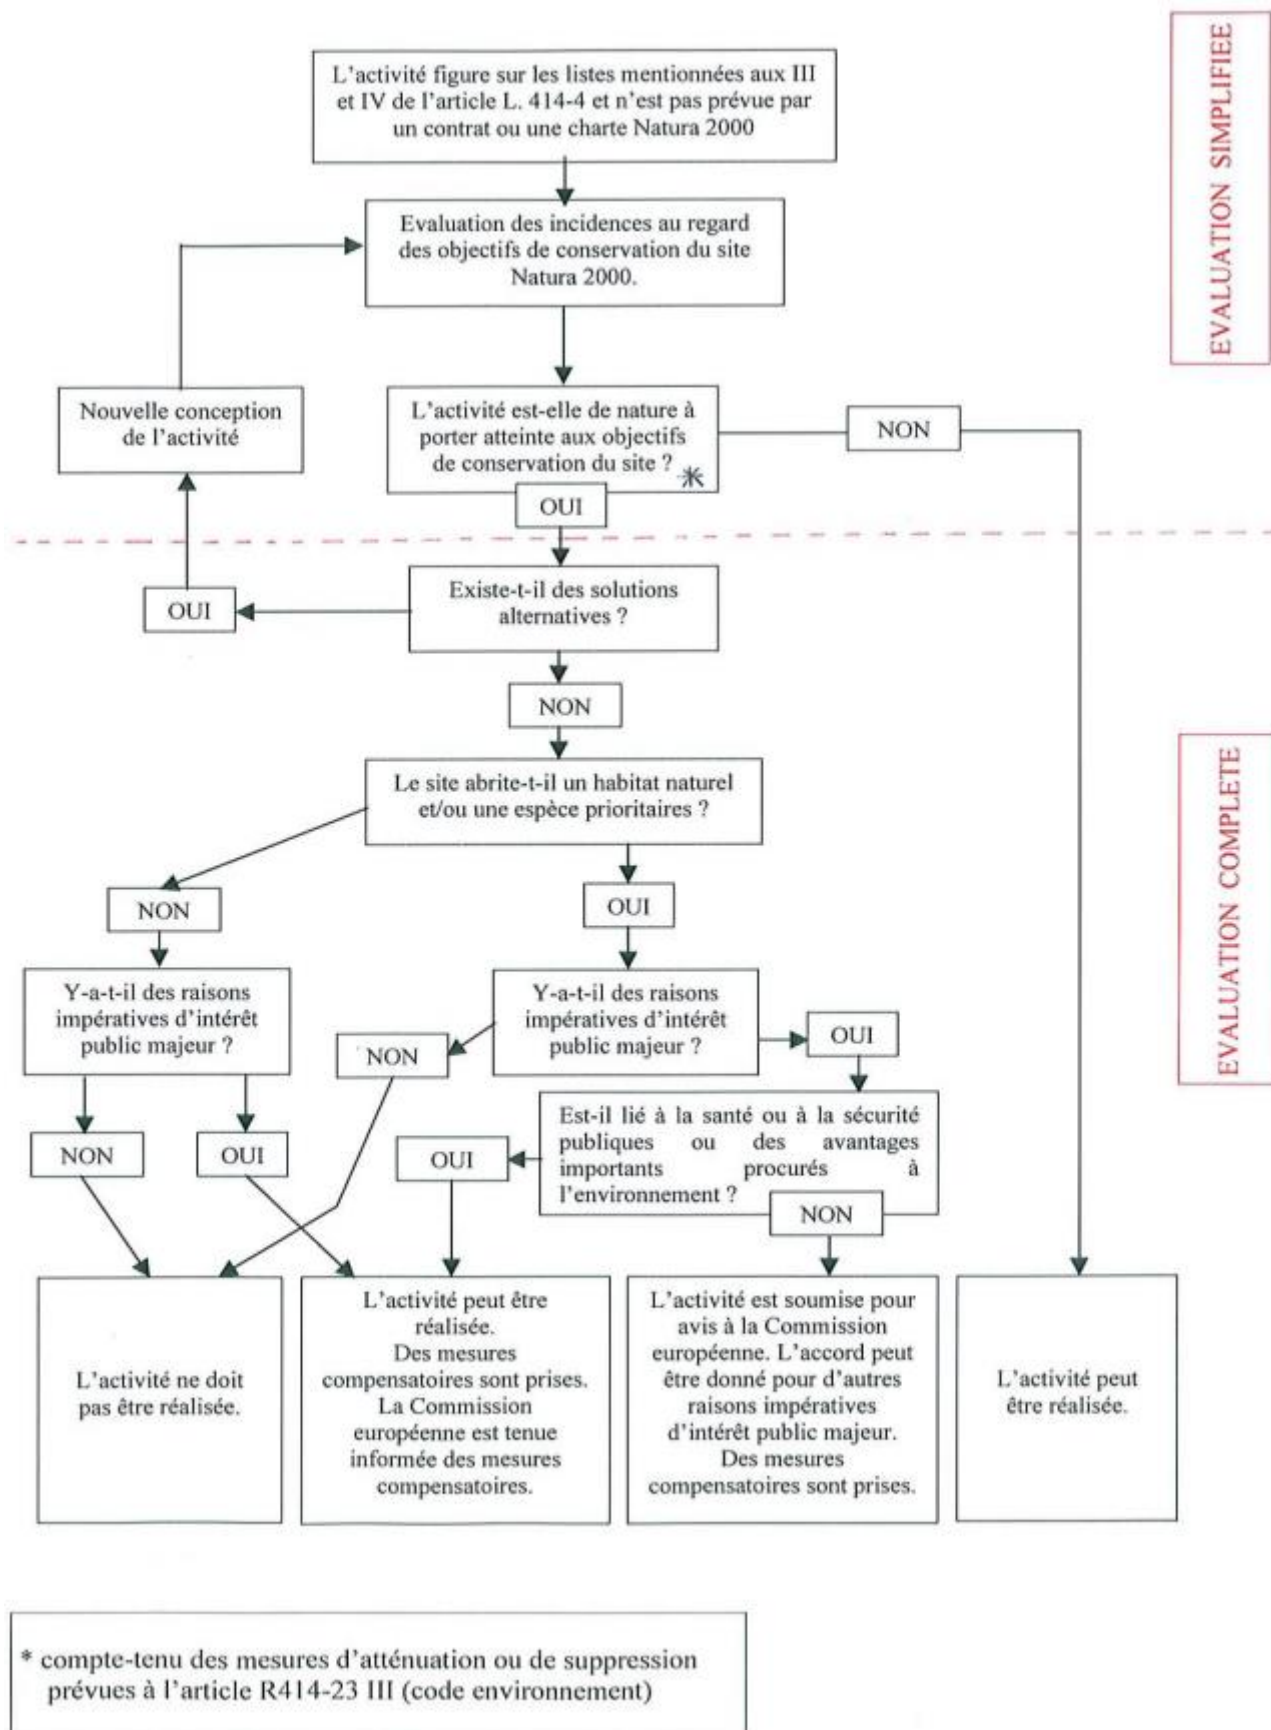 EVALUATION SIMPLIFIEE
L'activité figure sur les listes mentionnées aux III
et IV de l'article L. 414-4 et n'est pas prévue par
un contrat ou une charte Natura 2000
Evaluation des incidences au regard
des objectifs de conservation du site
Natura 2000.
Nouvelle conception
de l'activité
L'activité est-elle de nature à
porter atteinte aux objectifs
de conservation du site ? *
NON
OUI
Existe-t-il des solutions
alternatives ?
OUI
NON
EVALUATION COMPLETE
Le site abrite-t-il un habitat naturel
et/ou une espèce prioritaires ?
NON
OUI
Y-a-t-il des raisons
impératives d'intérêt
public majeur ?
Y-a-t-il des raisons
impératives d'intérêt
public majeur ?
NON
OUI
Est-il lié à la santé ou à la sécurité
publiques ou des avantages
importants procurés à
l'environnement ?
NON
OUI
OUI
NON
L'activité ne doit
pas être réalisée.
L'activité peut être
réalisée.
Des mesures
compensatoires sont prises.
La Commission
européenne est tenue
informée des mesures
compensatoires.
L'activité est soumise pour
avis à la Commission
européenne. L'accord peut
être donné pour d'autres
raisons impératives
d'intérêt public majeur.
Des mesures
compensatoires sont prises.
L'activité peut
être réalisée.
* compte-tenu des mesures d'atténuation ou de suppression
prévues à l'article R414-23 III (code environnement)